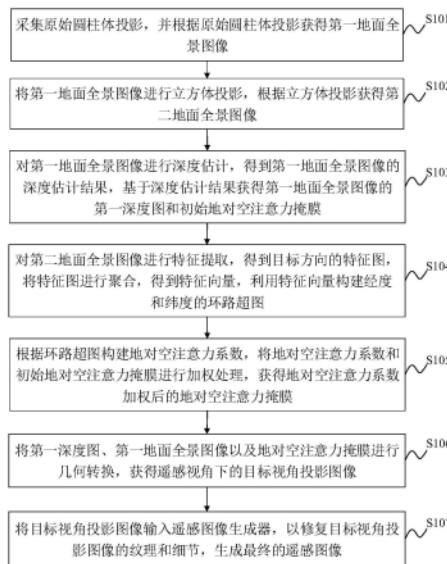 采集原始圆柱体投影，并根据原始圆柱体投影获得第一地面全
景图像
S101
将第一地面全景图像进行立方体投影，根据立方体投影获得第
二地面全景图像
S102
对第一地面全景图像进行深度估计，得到第一地面全景图像的
深度估计结果，基于深度估计结果获得第一地面全景图像的
第一深度图和初始地对空注意力掩膜
S103
对第二地面全景图像进行特征提取，得到目标方向的特征图，
将特征图进行聚合，得到特征向量，利用特征向量构建经度
和纬度的环路超图
S104
根据环路超图构建地对空注意力系数，将地对空注意力系数和
初始地对空注意力掩膜进行加权处理，获得地对空注意力系数
加权后的地对空注意力掩膜
S105
将第一深度图、第一地面全景图像以及地对空注意力掩膜进行
几何转换，获得遥感视角下的目标视角投影图像
S106
将目标视角投影图像输入遥感图像生成器，以修复目标视角投
影图像的纹理和细节，生成最终的遥感图像
S107